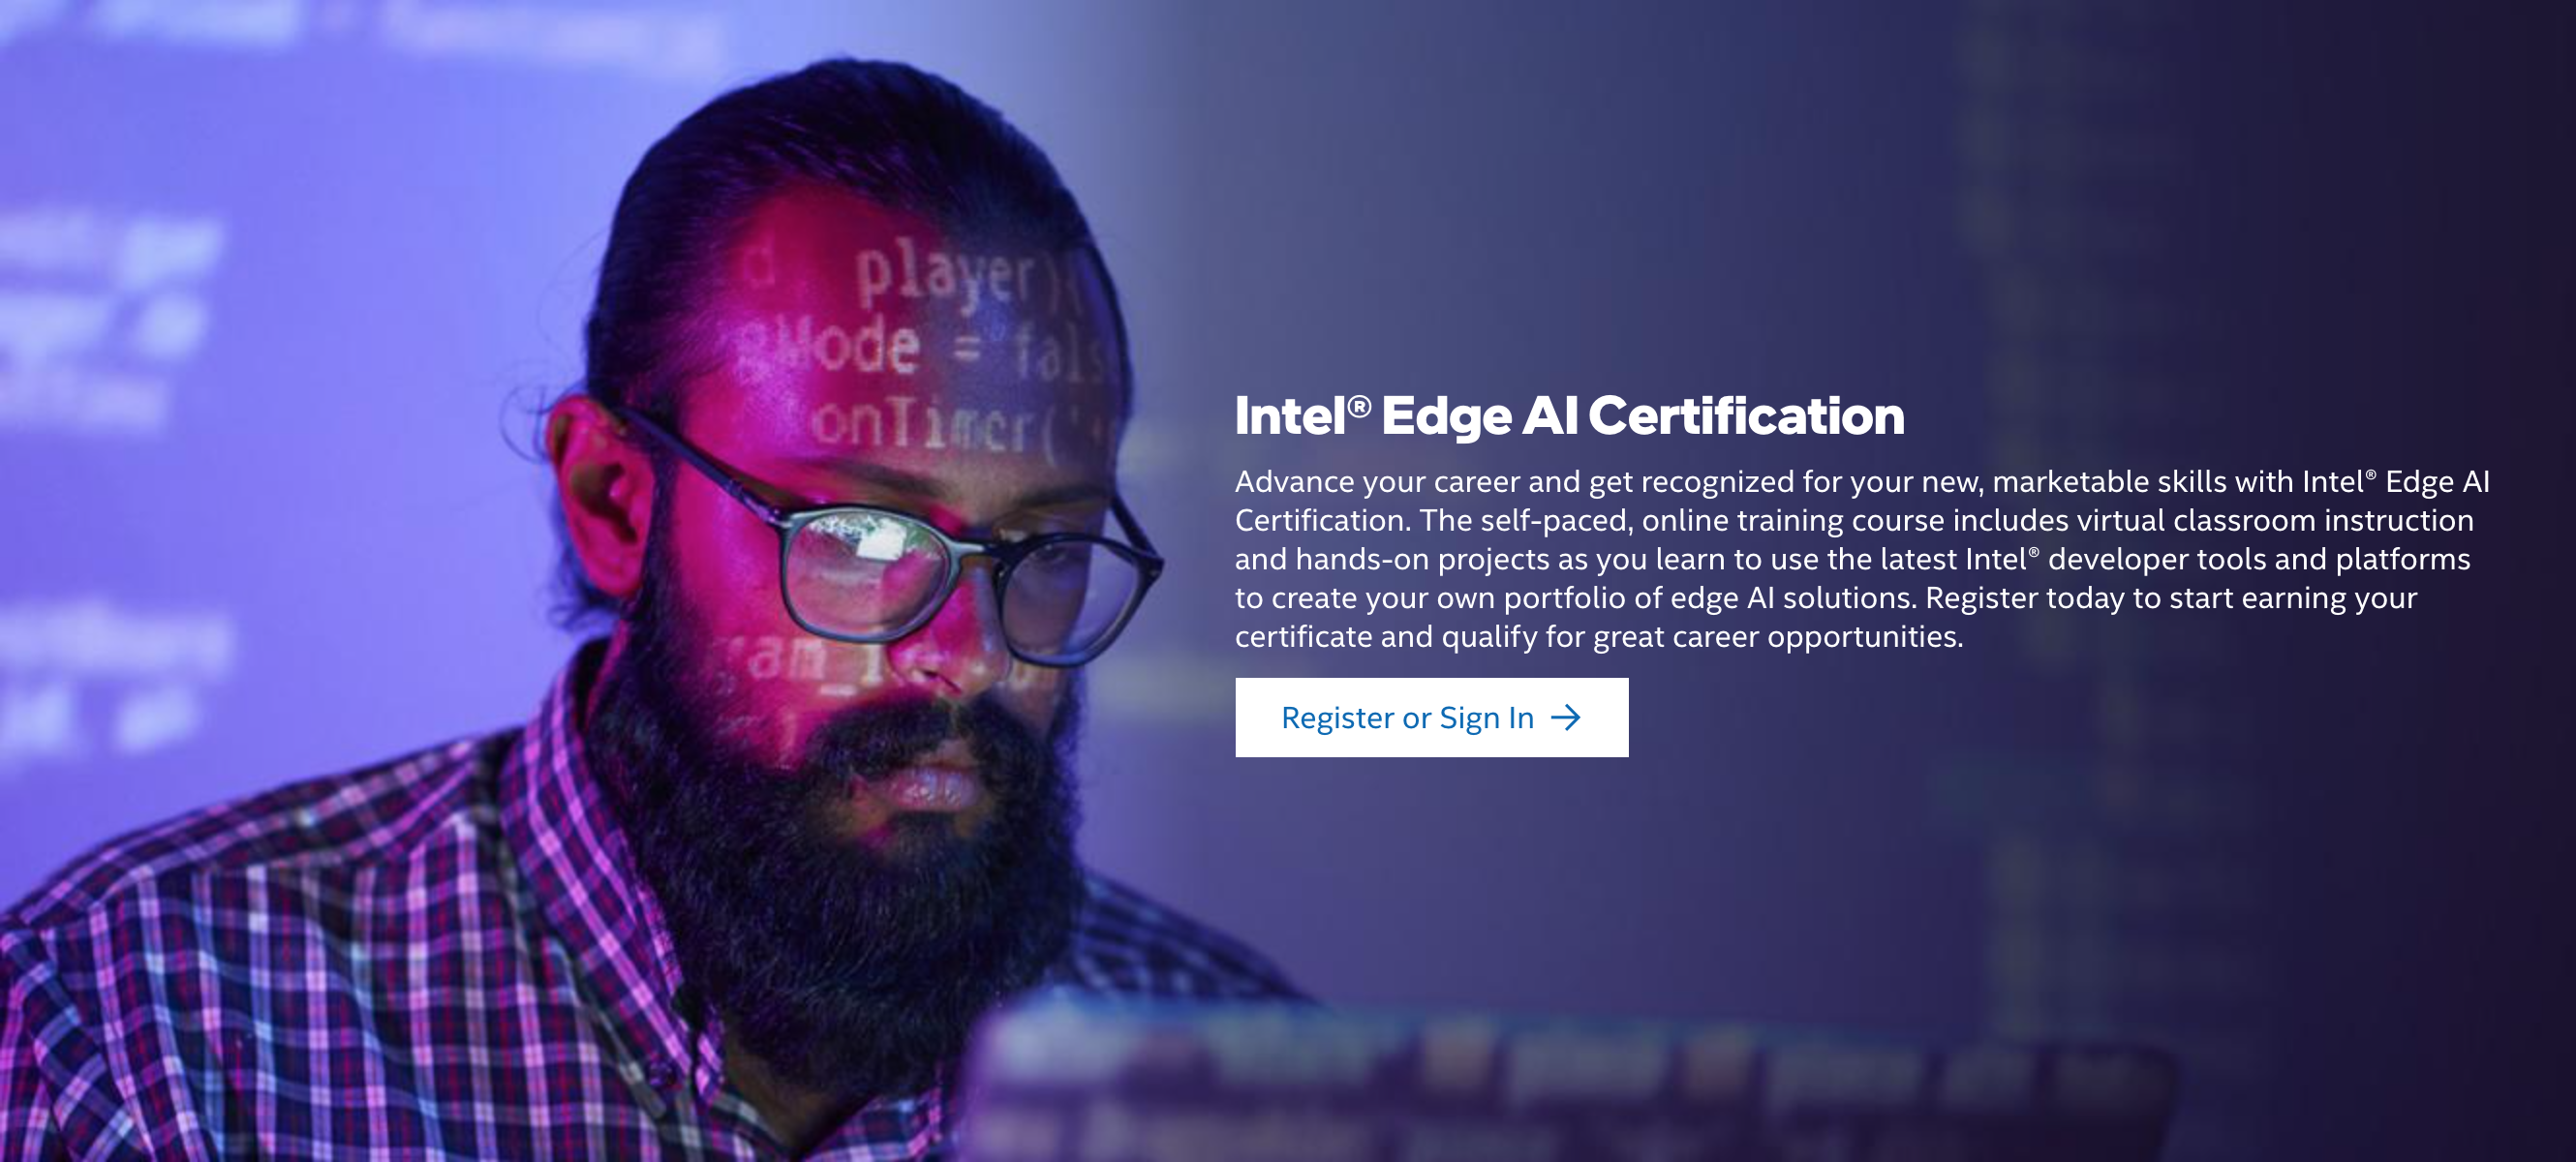 player)(
Mode = fals
onTimer('
Intel® Edge AI Certification
Advance your career and get recognized for your new, marketable skills with Intel® Edge AI
Certification. The self-paced, online training course includes virtual classroom instruction
and hands-on projects as you learn to use the latest Intel® developer tools and platforms
to create your own portfolio of edge AI solutions. Register today to start earning your
certificate and qualify for great career opportunities.
Register or Sign In →